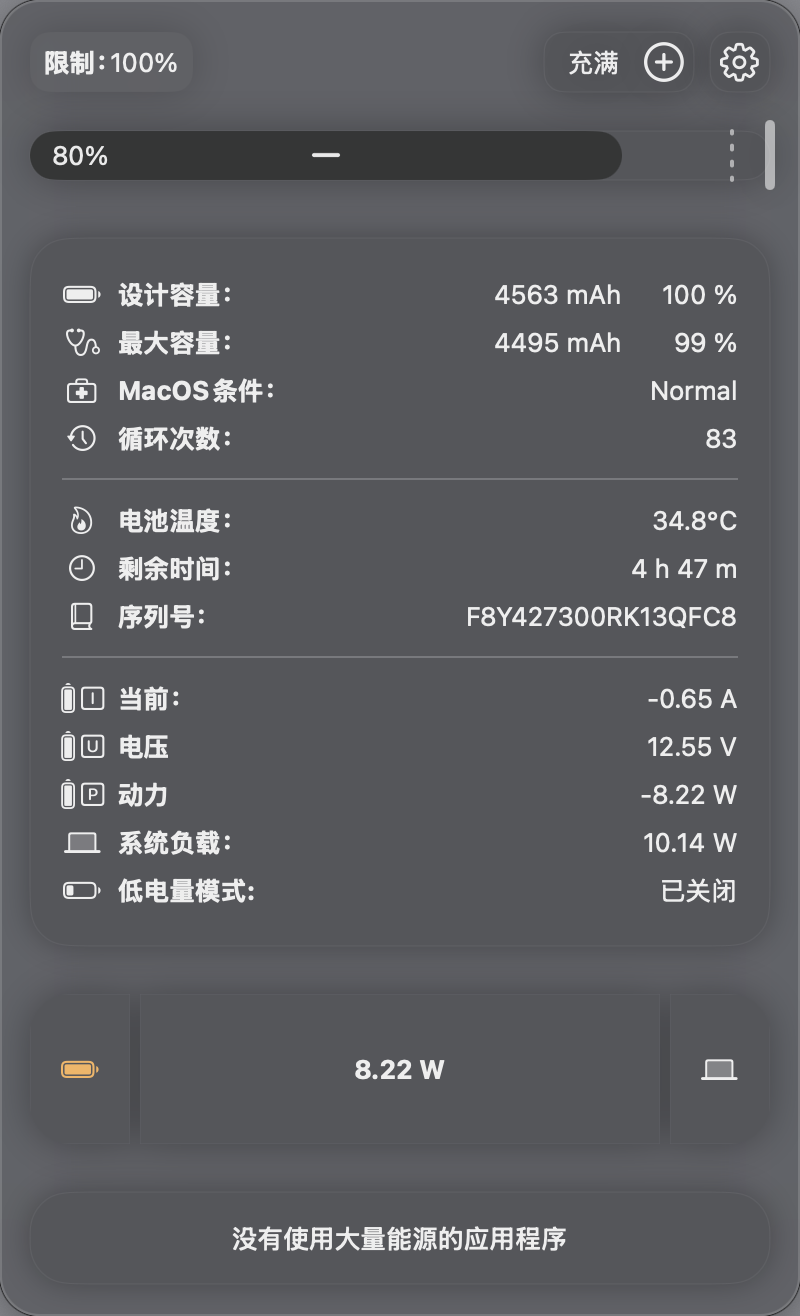 限制:100%
充满
80%
设计容量: 4563 mAh 100 %
最大容量: 4495 mAh 99 %
MacOS条件: Normal
循环次数: 83
电池温度: 34.8°C
剩余时间: 4 h 47 m
序列号: F8Y427300RK13QFC8
I 当前: -0.65 A
U 电压 12.55 V
P 动力 -8.22 W
系统负载: 10.14 W
低电量模式: 已关闭
8.22 W
没有使用大量能源的应用程序